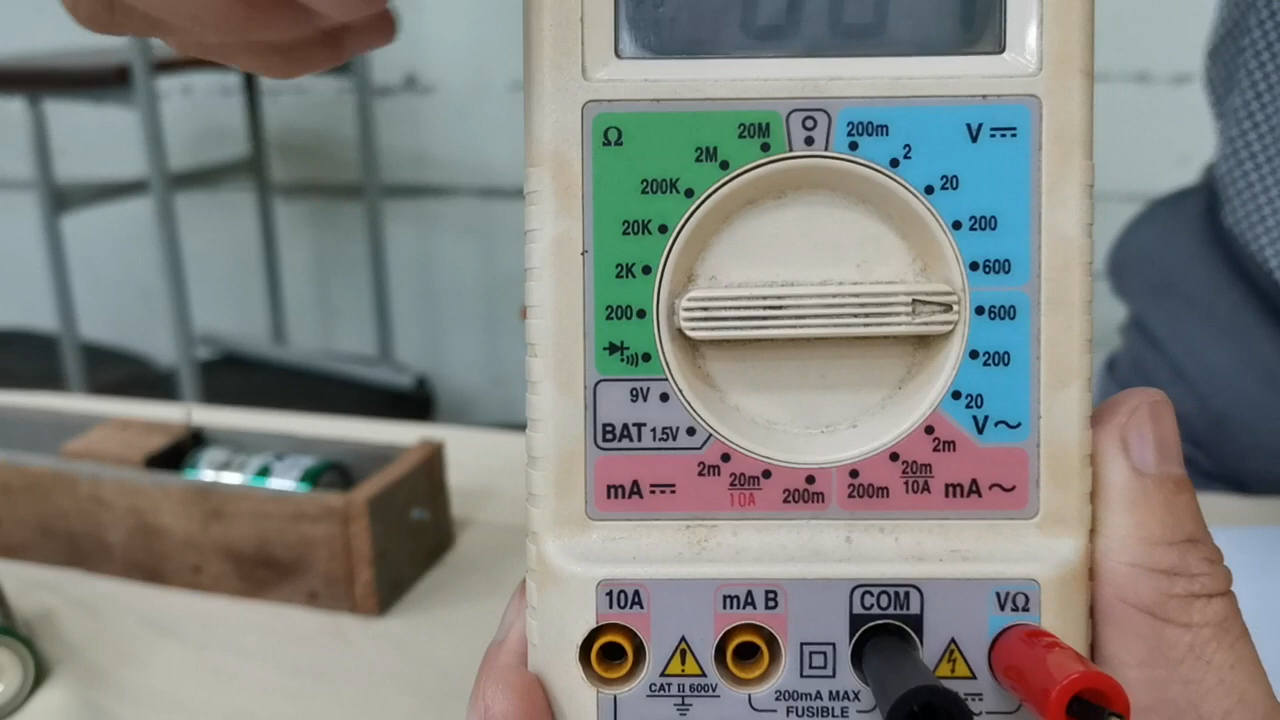 Ω
20M
2M
200K
20K
2K
200
9V
BAT 1.5V
200m
V
2
20
200
600
600
200
20
V~
mA
2m
20m
10A
200m
200m
20m
10A
2m
mA~
10A
mA B
COM
VΩ
CAT II 600V
200mA MAX
FUSIBLE